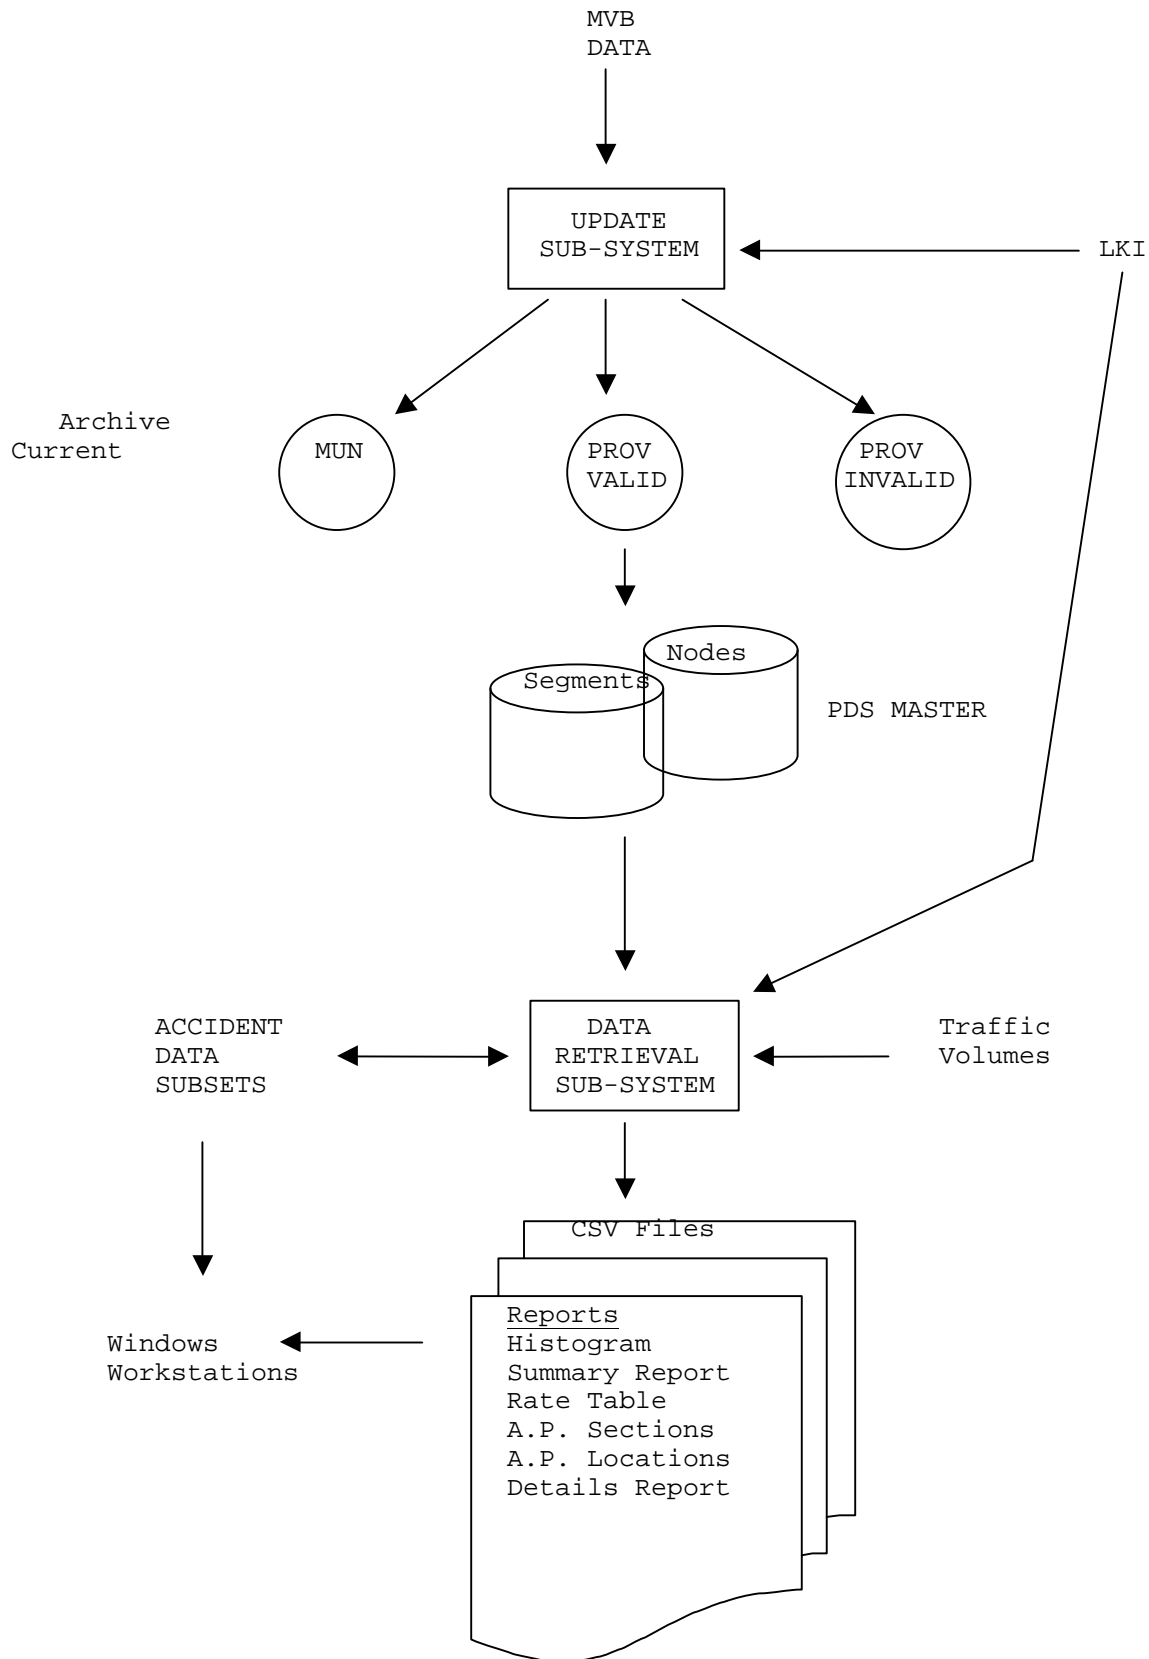 MVB
DATA
UPDATE
SUB-SYSTEM
LKI
Archive
Current
MUN
PROV
VALID
PROV
INVALID
Nodes
Segments
PDS MASTER
ACCIDENT
DATA
SUBSETS
DATA
RETRIEVAL
SUB-SYSTEM
Traffic
Volumes
CSV Files
Reports
Histogram
Summary Report
Rate Table
A.P. Sections
A.P. Locations
Details Report
Windows
Workstations